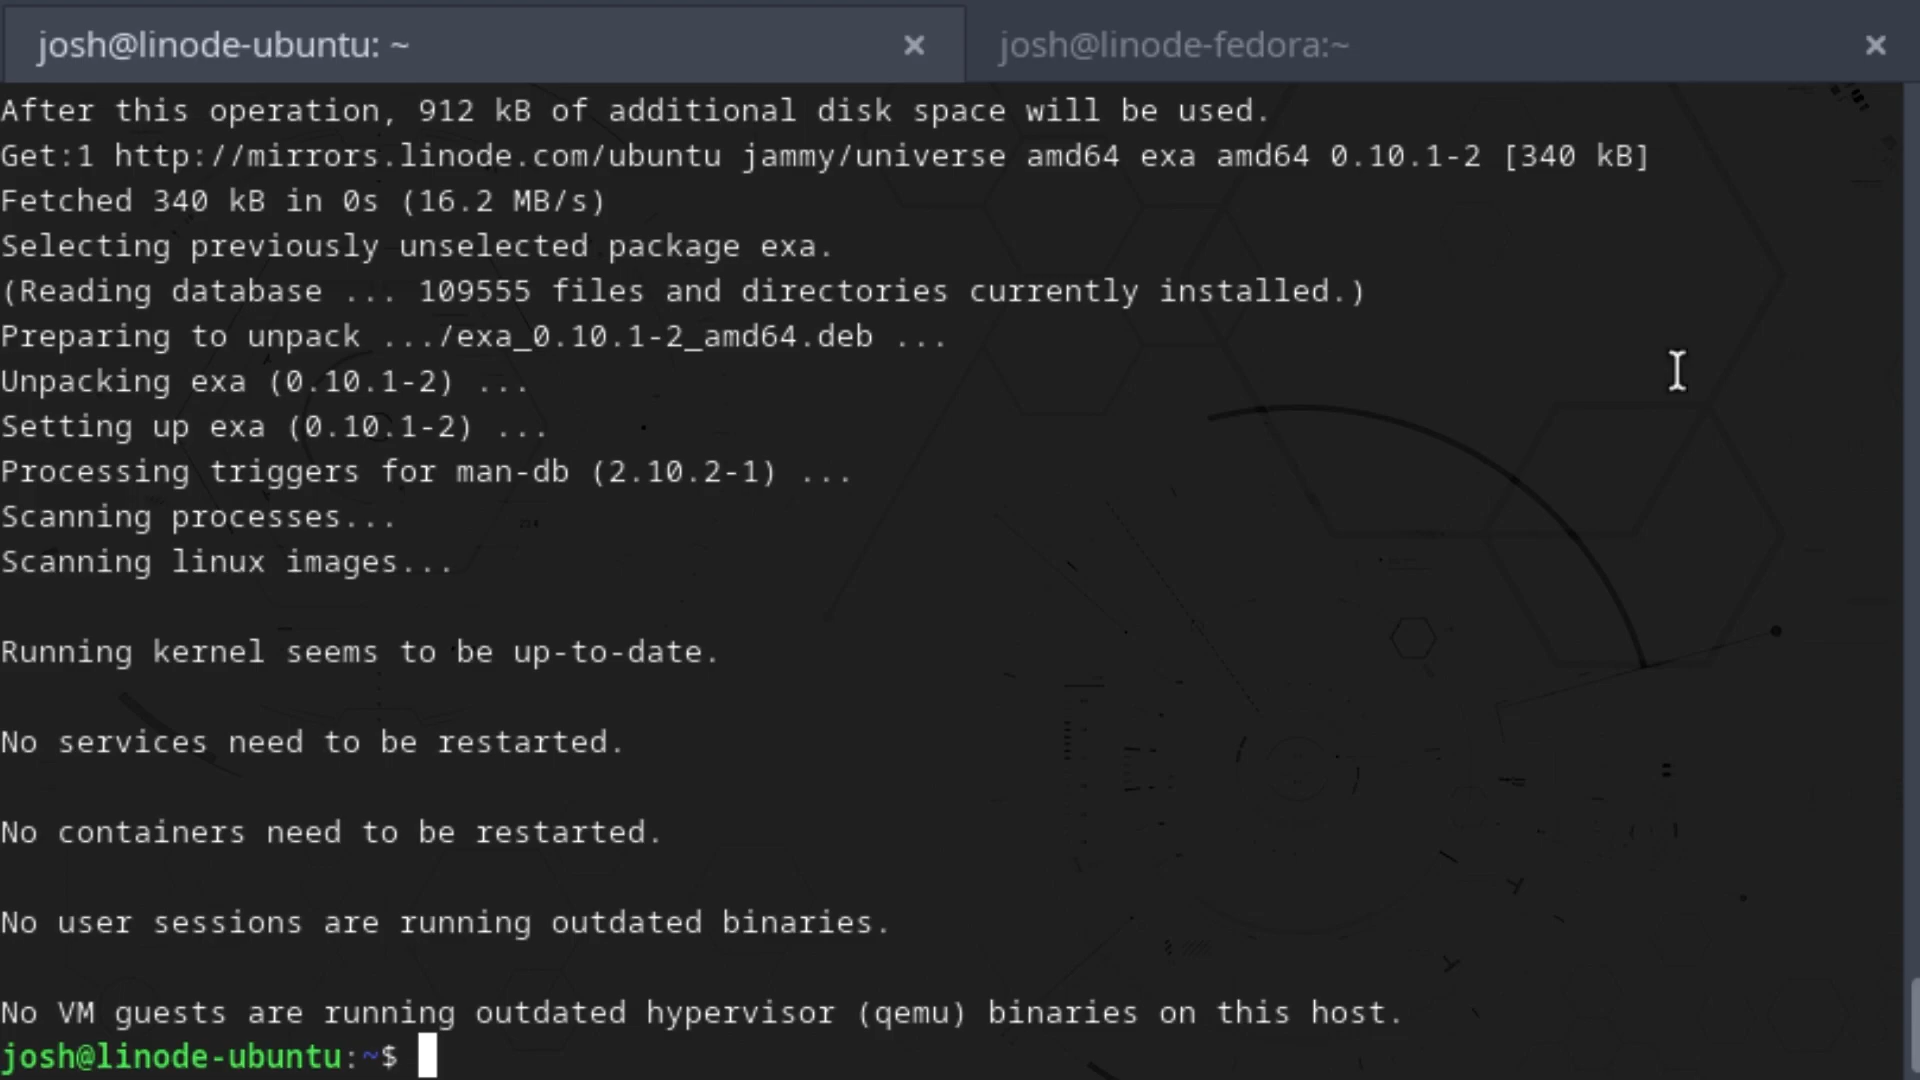 josh@linode-ubuntu: ~
josh@linode-fedora:~
After this operation, 912 kB of additional disk space will be used.
Get:1 http://mirrors.linode.com/ubuntu jammy/universe amd64 exa amd64 0.10.1-2 [340 kB]
Fetched 340 kB in 0s (16.2 MB/s)
Selecting previously unselected package exa.
(Reading database ... 109555 files and directories currently installed.)
Preparing to unpack .../exa_0.10.1-2_amd64.deb ...
Unpacking exa (0.10.1-2) ...
Setting up exa (0.10.1-2) ...
Processing triggers for man-db (2.10.2-1) ...
Scanning processes...
Scanning linux images...
Running kernel seems to be up-to-date.
No services need to be restarted.
No containers need to be restarted.
No user sessions are running outdated binaries.
No VM guests are running outdated hypervisor (qemu) binaries on this host.
josh@linode-ubuntu:~$